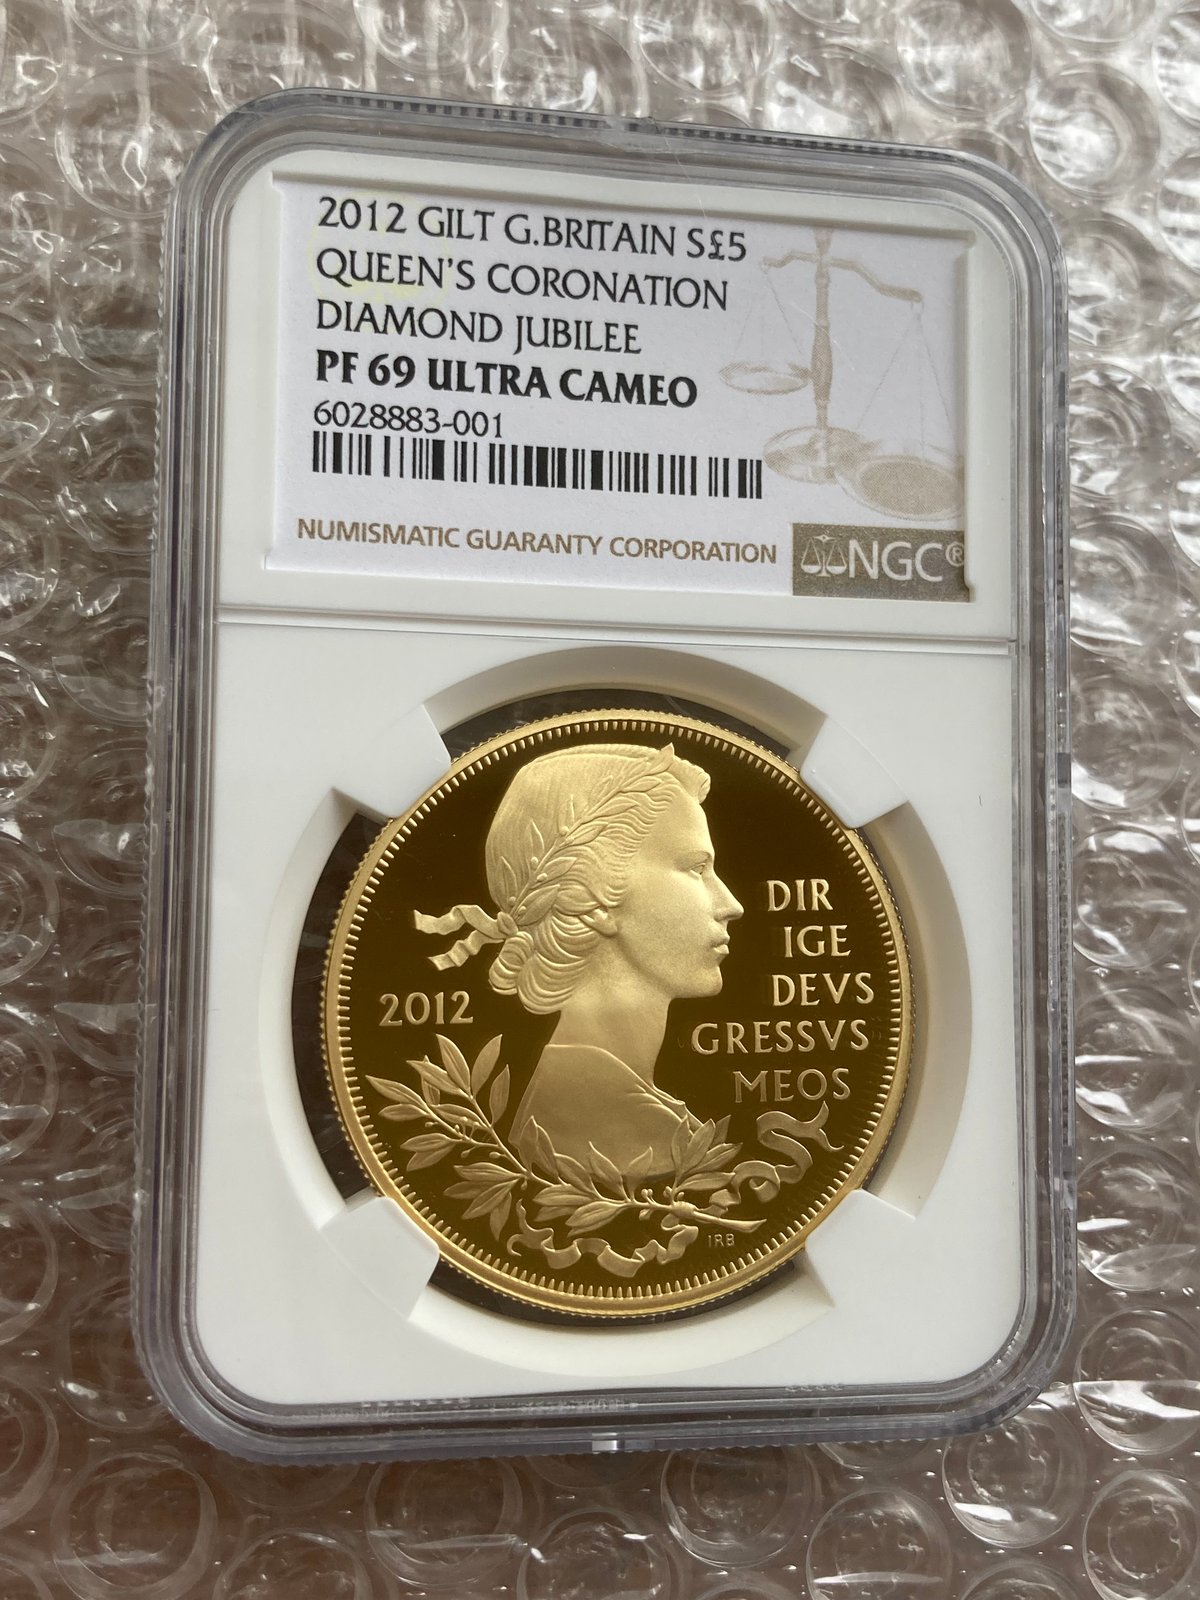 2012 GILT G.BRITAIN S£5
QUEEN'S CORONATION
DIAMOND JUBILEE
PF 69 ULTRA CAMEO
6028883-001
NUMISMATIC GUARANTY CORPORATION
NGC®
2012
DIR
IGE
DEVS
GRESSVS
MEOS
IRB